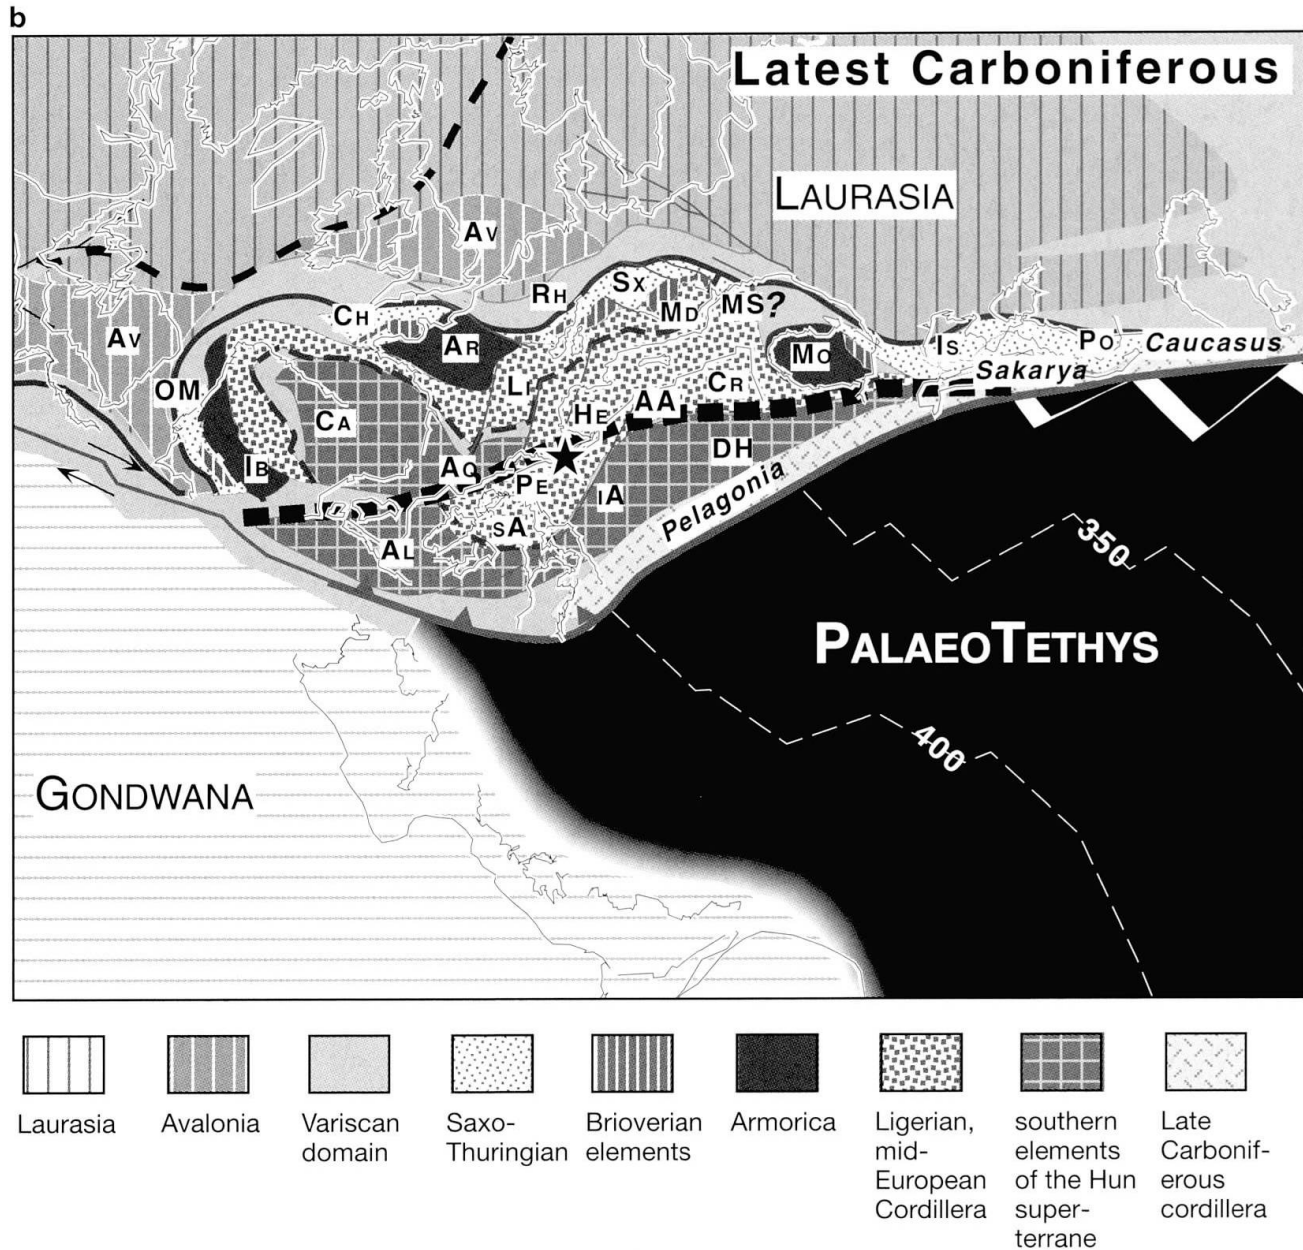 b
Latest Carboniferous
LAURASIA
AV
SX
RH
MD
MS?
CH
AV
AR
MO
IS
PO
Caucasus
Sakarya
OM
LI
CR
CA
HE
AA
DH
AQ
IB
PE
IA
Pelagonia
SA
AL
350
PALAEOTETHYS
400
GONDWANA
Laurasia
Avalonia
Variscan
domain
Saxo-
Thuringian
Brioverian
elements
Armorica
Ligerian,
mid-
European
Cordillera
southern
elements
of the Hun
super-
terrane
Late
Carbonif-
erous
cordillera